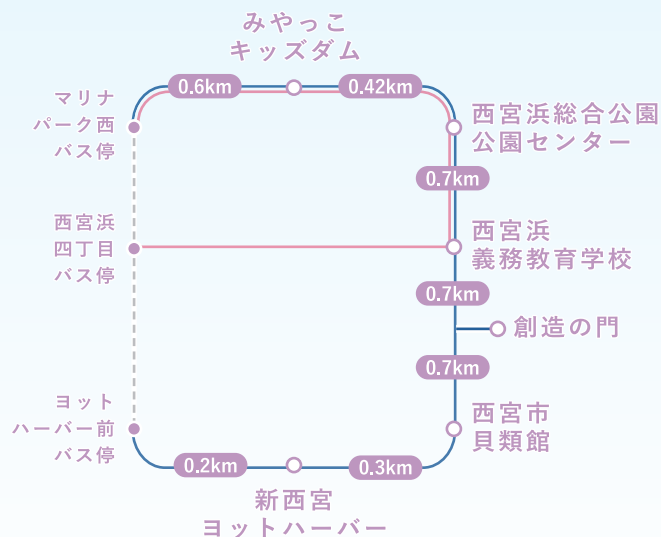 みやっこ
キッズダム
0.6km
0.42km
マリナ
パーク西
バス停
西宮浜総合公園
公園センター
0.7km
西宮浜
四丁目
バス停
西宮浜
義務教育学校
0.7km
創造の門
0.7km
ヨット
ハーバー前
バス停
西宮市
貝類館
0.2km
0.3km
新西宮
ヨットハーバー